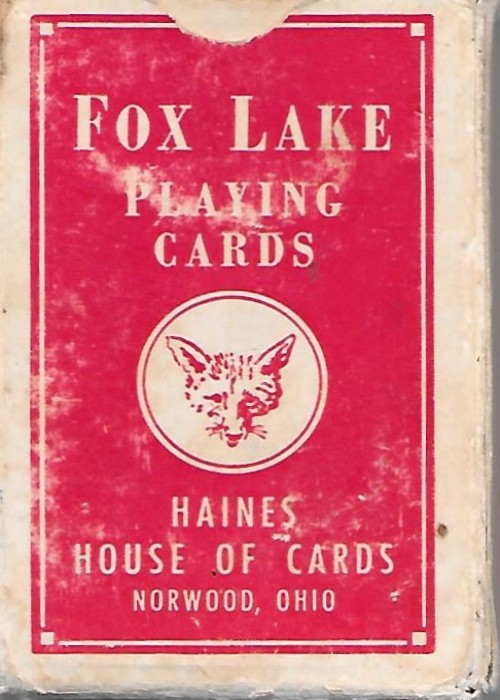 FOX LAKE
PLAYING
CARDS
HAINES
HOUSE OF CARDS
NORWOOD, OHIO